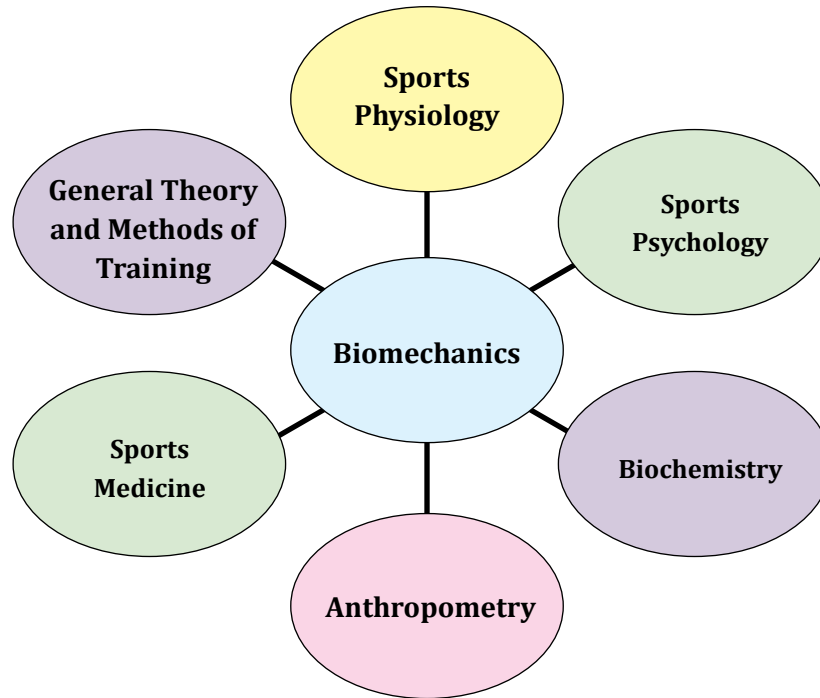 Sports
Physiology
General Theory
and Methods of
Training
Sports
Psychology
Biomechanics
Sports
Medicine
Biochemistry
Anthropometry